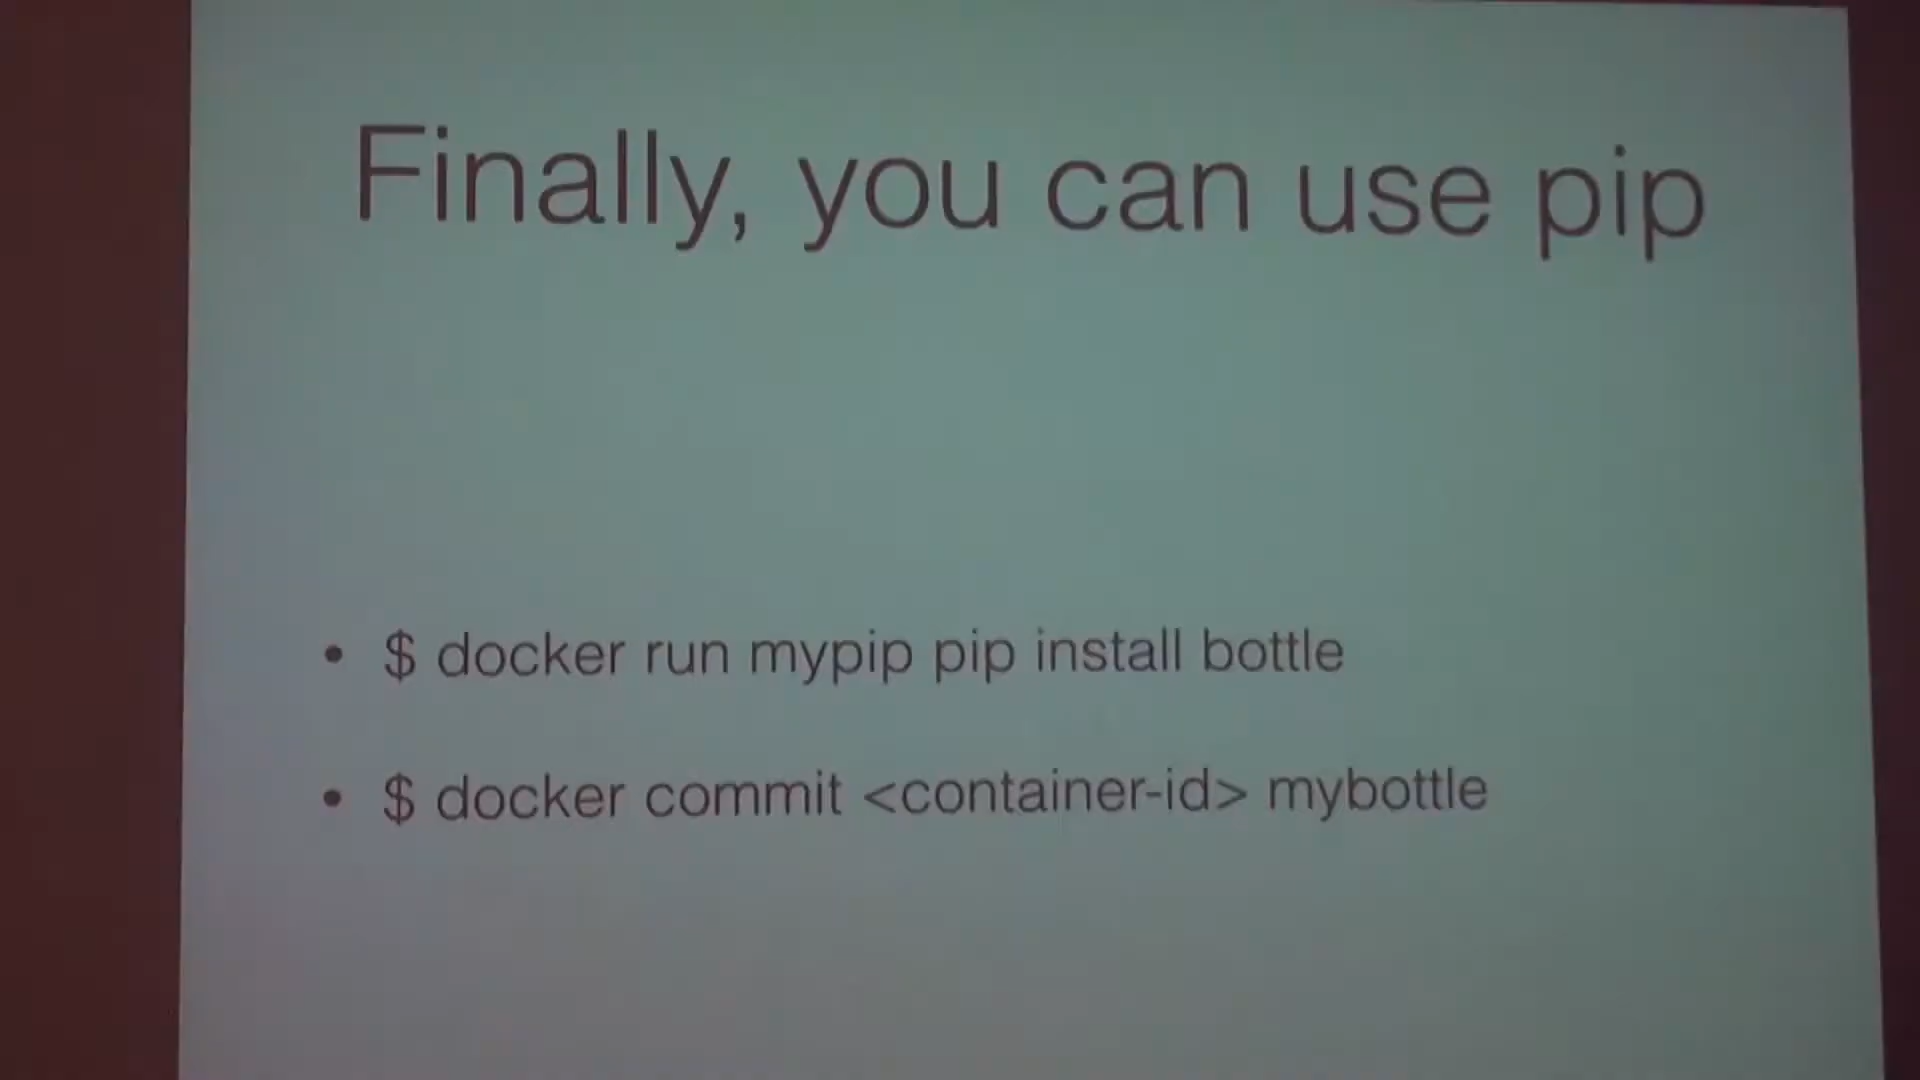 Finally, you can use pip
• $ docker run mypip pip install bottle
• $ docker commit <container-id> mybottle